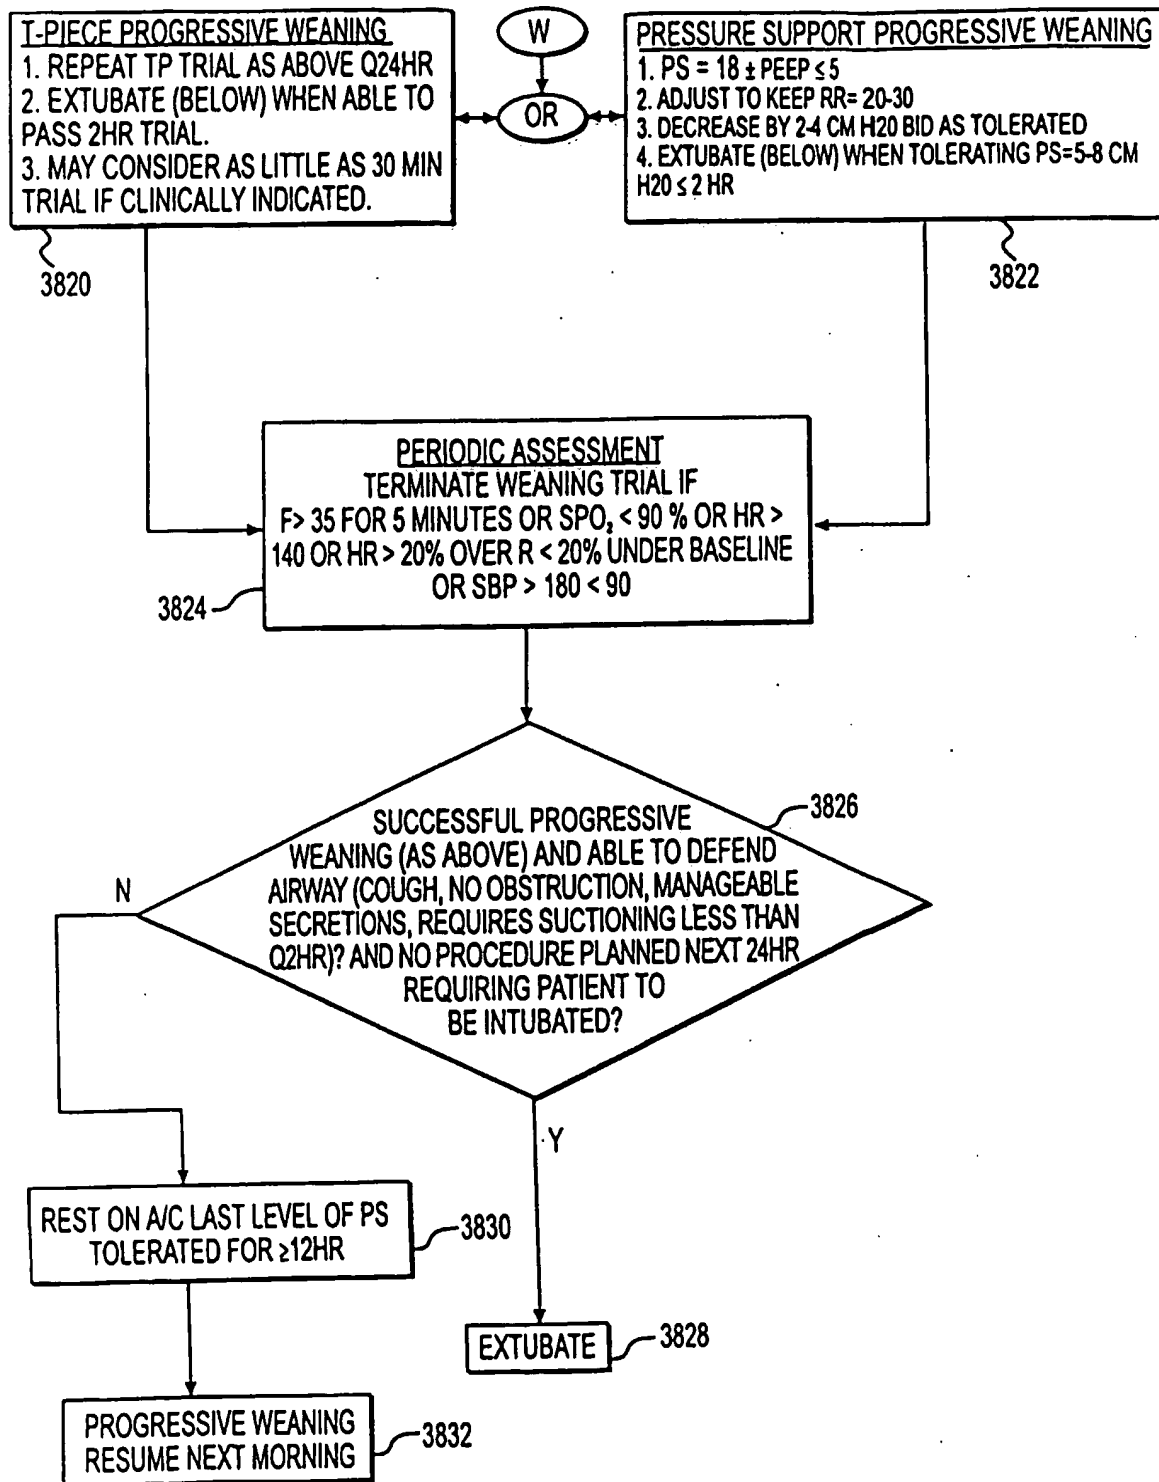 T-PIECE PROGRESSIVE WEANING
1. REPEAT TP TRIAL AS ABOVE Q24HR
2. EXTUBATE (BELOW) WHEN ABLE TO
PASS 2HR TRIAL.
3. MAY CONSIDER AS LITTLE AS 30 MIN
TRIAL IF CLINICALLY INDICATED.
3820
W
OR
PRESSURE SUPPORT PROGRESSIVE WEANING
1. PS = 18 ± PEEP ≤ 5
2. ADJUST TO KEEP RR= 20-30
3. DECREASE BY 2-4 CM H20 BID AS TOLERATED
4. EXTUBATE (BELOW) WHEN TOLERATING PS=5-8 CM
H20 ≤ 2 HR
3822
PERIODIC ASSESSMENT
TERMINATE WEANING TRIAL IF
F> 35 FOR 5 MINUTES OR SPO₂ < 90 % OR HR >
140 OR HR > 20% OVER R < 20% UNDER BASELINE
OR SBP > 180 < 90
3824
SUCCESSFUL PROGRESSIVE
WEANING (AS ABOVE) AND ABLE TO DEFEND
AIRWAY (COUGH, NO OBSTRUCTION, MANAGEABLE
SECRETIONS, REQUIRES SUCTIONING LESS THAN
Q2HR)? AND NO PROCEDURE PLANNED NEXT 24HR
REQUIRING PATIENT TO
BE INTUBATED?
3826
N
Y
REST ON A/C LAST LEVEL OF PS
TOLERATED FOR ≥12HR
3830
EXTUBATE
3828
PROGRESSIVE WEANING
RESUME NEXT MORNING
3832